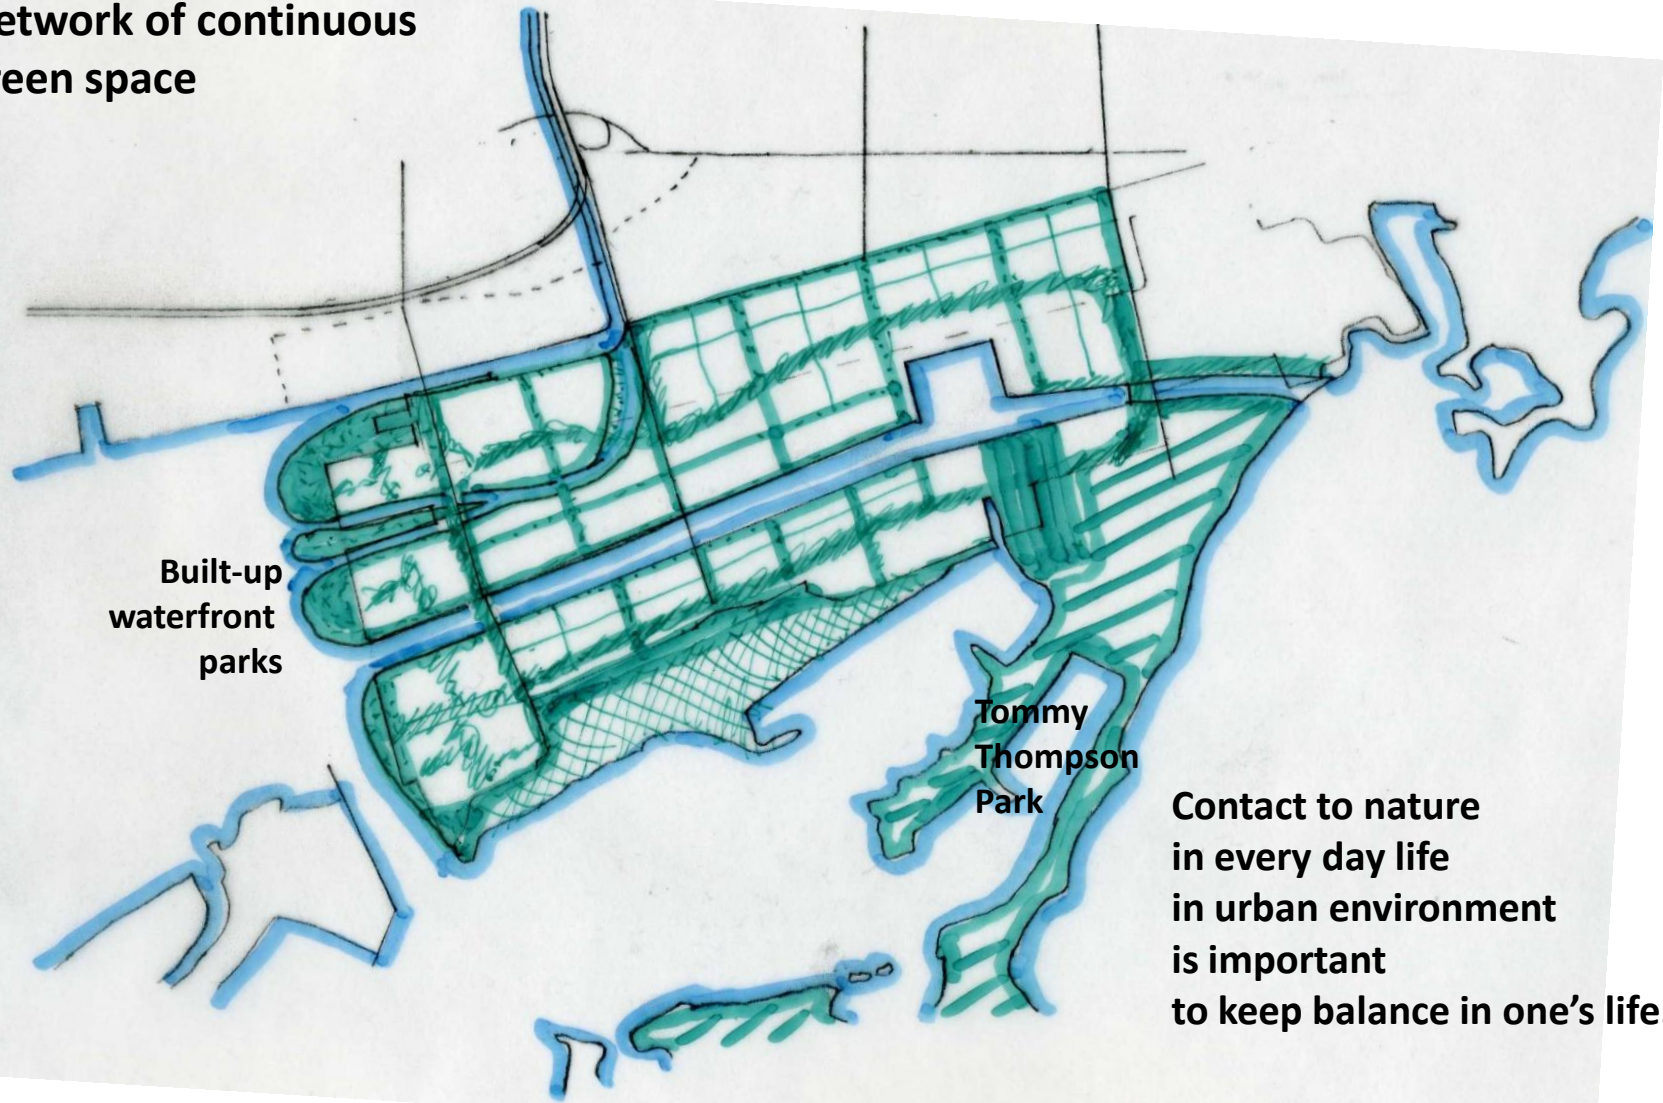 etwork of continuous
reen space
Built-up
waterfront
parks
Tommy
Thompson
Park
Contact to nature
in every day life
in urban environment
is important
to keep balance in one's life.